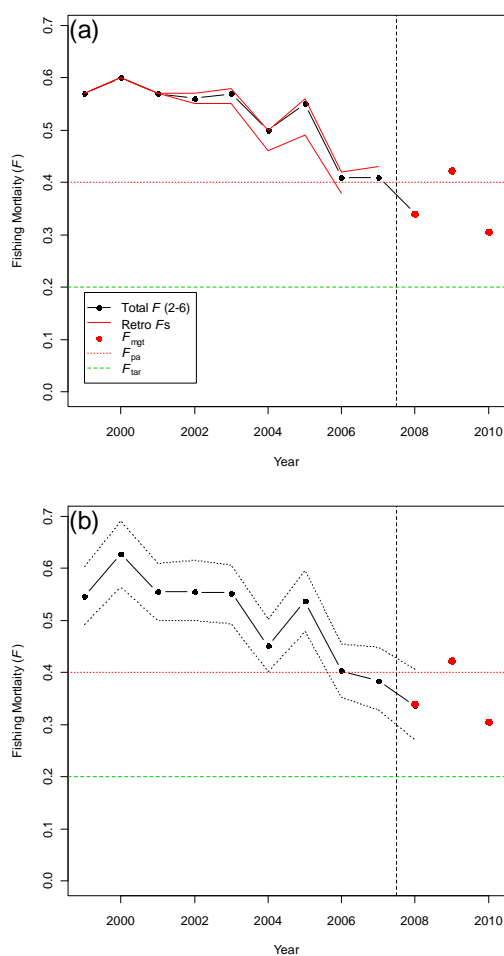 (a)
0.7
0.6
0.5
0.4
0.3
0.2
0.1
0.0
Fishing Mortlaity (F)
Total F (2-6)
Retro Fs
Fmgt
Fpa
Ftar
2000 2002 2004 2006 2008 2010
Year
(b)
0.7
0.6
0.5
0.4
0.3
0.2
0.1
0.0
Fishing Mortlaity (F)
2000 2002 2004 2006 2008 2010
Year